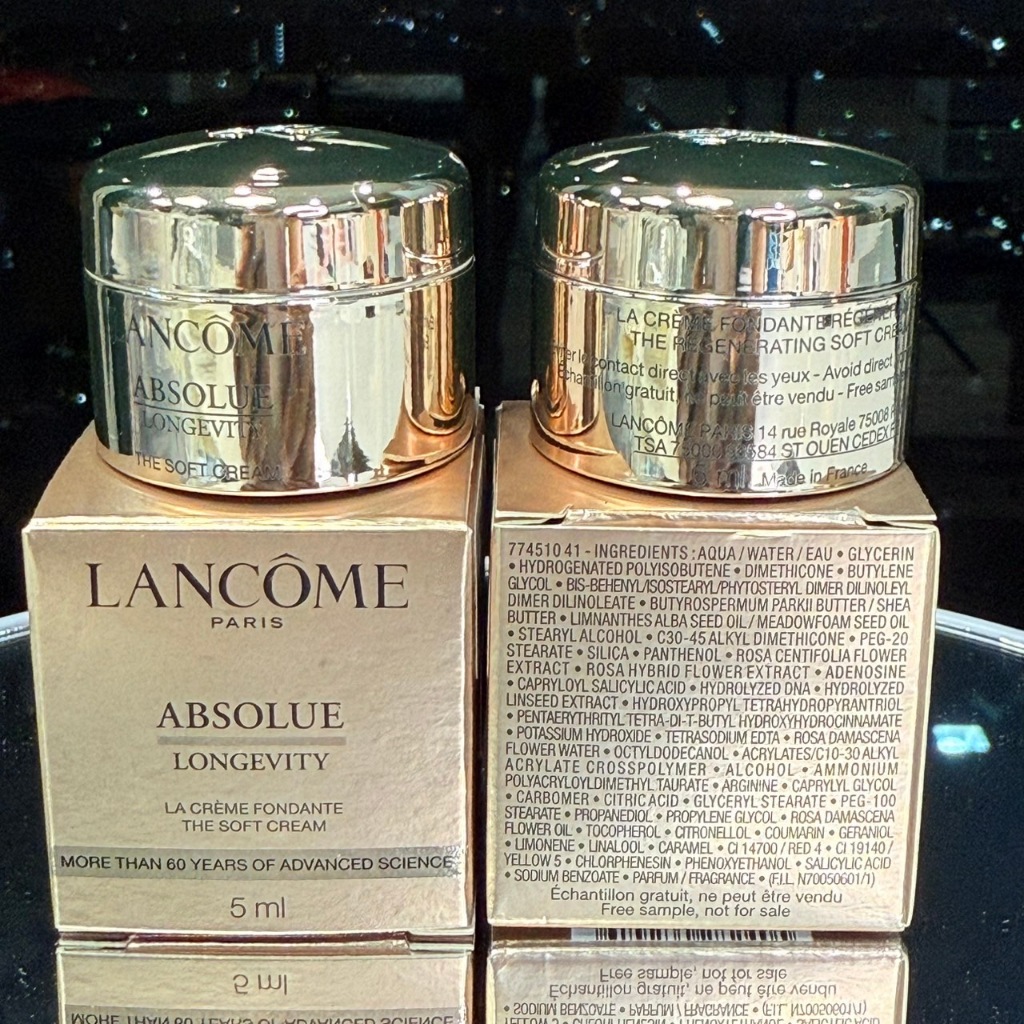 LANCÔME
ABSOLUE
LONGEVITY
THE SOFT CREAM
LA CRÈME FONDANTE
THE REGENERATING SOFT
contact direct avec les yeux - Avoid direct
Échantillon gratuit, ne peut être vendu - Free
LANCÔME PARIS 14 rue Royale 75008
TSA 75000 ST OUEN CEDEX
5 ml Made in France
LANCÔME
PARIS
ABSOLUE
LONGEVITY
LA CRÈME FONDANTE
THE SOFT CREAM
MORE THAN 60 YEARS OF ADVANCED SCIENCE
5 ml
774510 41 - INGREDIENTS : AQUA / WATER / EAU • GLYCERIN
• HYDROGENATED POLYISOBUTENE • DIMETHICONE • BUTYLENE
GLYCOL • BIS-BEHENYL/ISOSTEARYL/PHYTOSTERYL DIMER DILINOLEYL
DIMER DILINOLEATE • BUTYROSPERMUM PARKII BUTTER / SHEA
BUTTER • LIMNANTHES ALBA SEED OIL / MEADOWFOAM SEED OIL
• STEARYL ALCOHOL • C30-45 ALKYL DIMETHICONE • PEG-20
STEARATE • SILICA • PANTHENOL • ROSA CENTIFOLIA FLOWER
EXTRACT • ROSA HYBRID FLOWER EXTRACT • ADENOSINE
• CAPRYLOYL SALICYLIC ACID • HYDROLYZED DNA • HYDROLYZED
LINSEED EXTRACT • HYDROXYPROPYL TETRAHYDROPYRANTRIOL
• PENTAERYTHRITYL TETRA-DI-T-BUTYL HYDROXYHYDROCINNAMATE
• POTASSIUM HYDROXIDE • TETRASODIUM EDTA • ROSA DAMASCENA
FLOWER WATER • OCTYLDODECANOL • ACRYLATES/C10-30 ALKYL
ACRYLATE CROSSPOLYMER • ALCOHOL • AMMONIUM
POLYACRYLOYLDIMETHYL TAURATE • ARGININE • CAPRYLYL GLYCOL
• CARBOMER • CITRIC ACID • GLYCERYL STEARATE • PEG-100
STEARATE • PROPANEDIOL • PROPYLENE GLYCOL • ROSA DAMASCENA
FLOWER OIL • TOCOPHEROL • CITRONELLOL • COUMARIN • GERANIOL
• LIMONENE • LINALOOL • CARAMEL • CI 14700 / RED 4 • CI 19140 /
YELLOW 5 • CHLORPHENESIN • PHENOXYETHANOL • SALICYLIC ACID
• SODIUM BENZOATE • PARFUM / FRAGRANCE • (F.I.L. N70050601/1)
Échantillon gratuit, ne peut être vendu
Free sample, not for sale